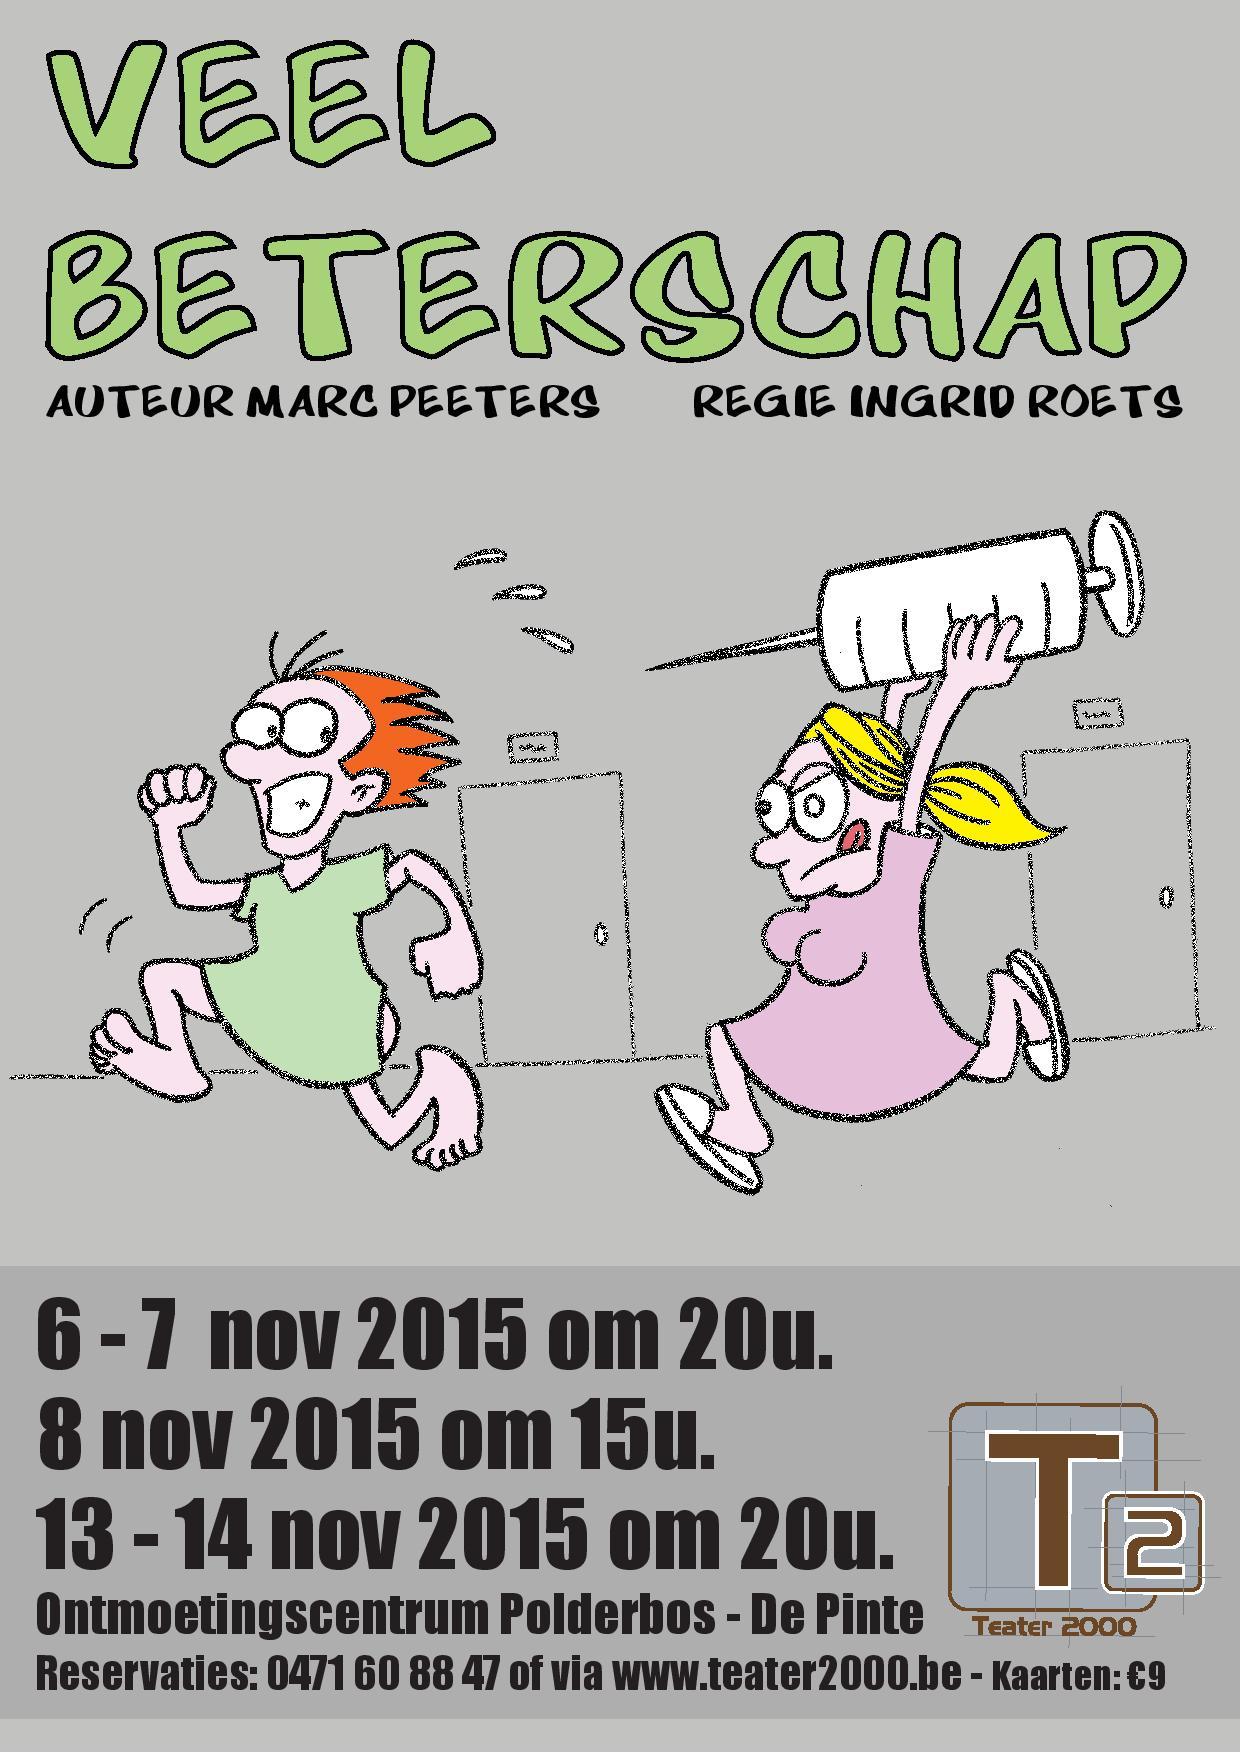 VEEL
BETERSCHAP
AUTEUR MARC PEETERS REGIE INGRID ROETS
6 - 7 nov 2015 om 20u.
8 nov 2015 om 15u.
13 - 14 nov 2015 om 20u.
T2
Teater 2000
Ontmoetingscentrum Polderbos - De Pinte
Reservaties: 0471 60 88 47 of via www.teater2000.be - Kaarten: €9